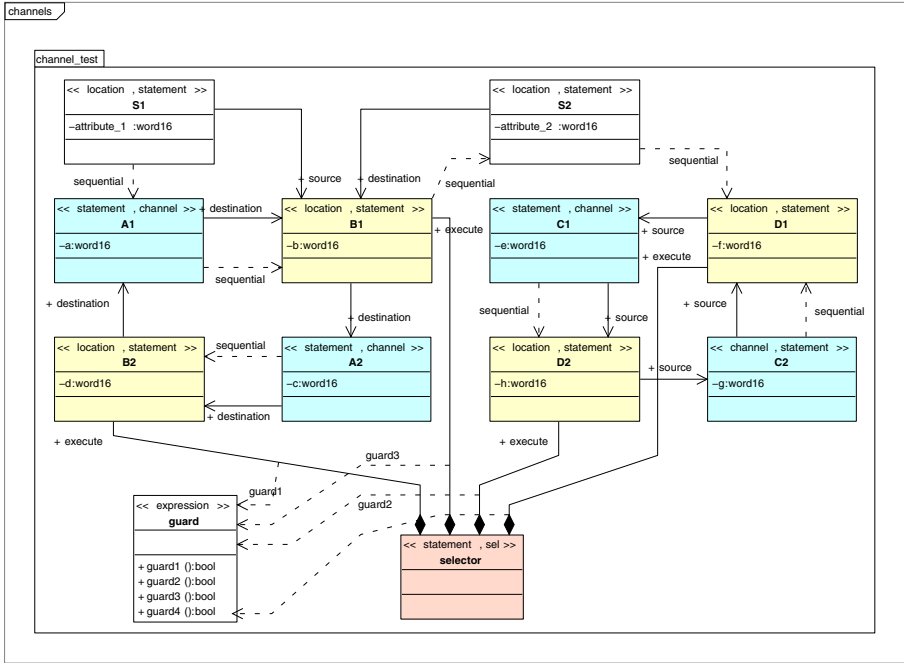 channels
channel_test
<< location , statement >>
S1
−attribute_1 :word16
<< location , statement >>
S2
−attribute_2 :word16
sequential
+ source
+ destination
sequential
sequential
<< statement , channel >>
A1
−a:word16
+ destination
<< location , statement >>
B1
−b:word16
+ execute
<< statement , channel >>
C1
−e:word16
+ source
+ execute
<< location , statement >>
D1
−f:word16
sequential
+ destination
+ destination
sequential
sequential
+ source
+ source
sequential
<< location , statement >>
B2
−d:word16
<< statement , channel >>
A2
−c:word16
<< location , statement >>
D2
−h:word16
+ source
<< channel , statement >>
C2
−g:word16
+ destination
+ execute
+ execute
guard3
guard1
guard2
<< expression >>
guard
+ guard1 ():bool
+ guard2 ():bool
+ guard3 ():bool
+ guard4 ():bool
<< statement , sel >>
selector